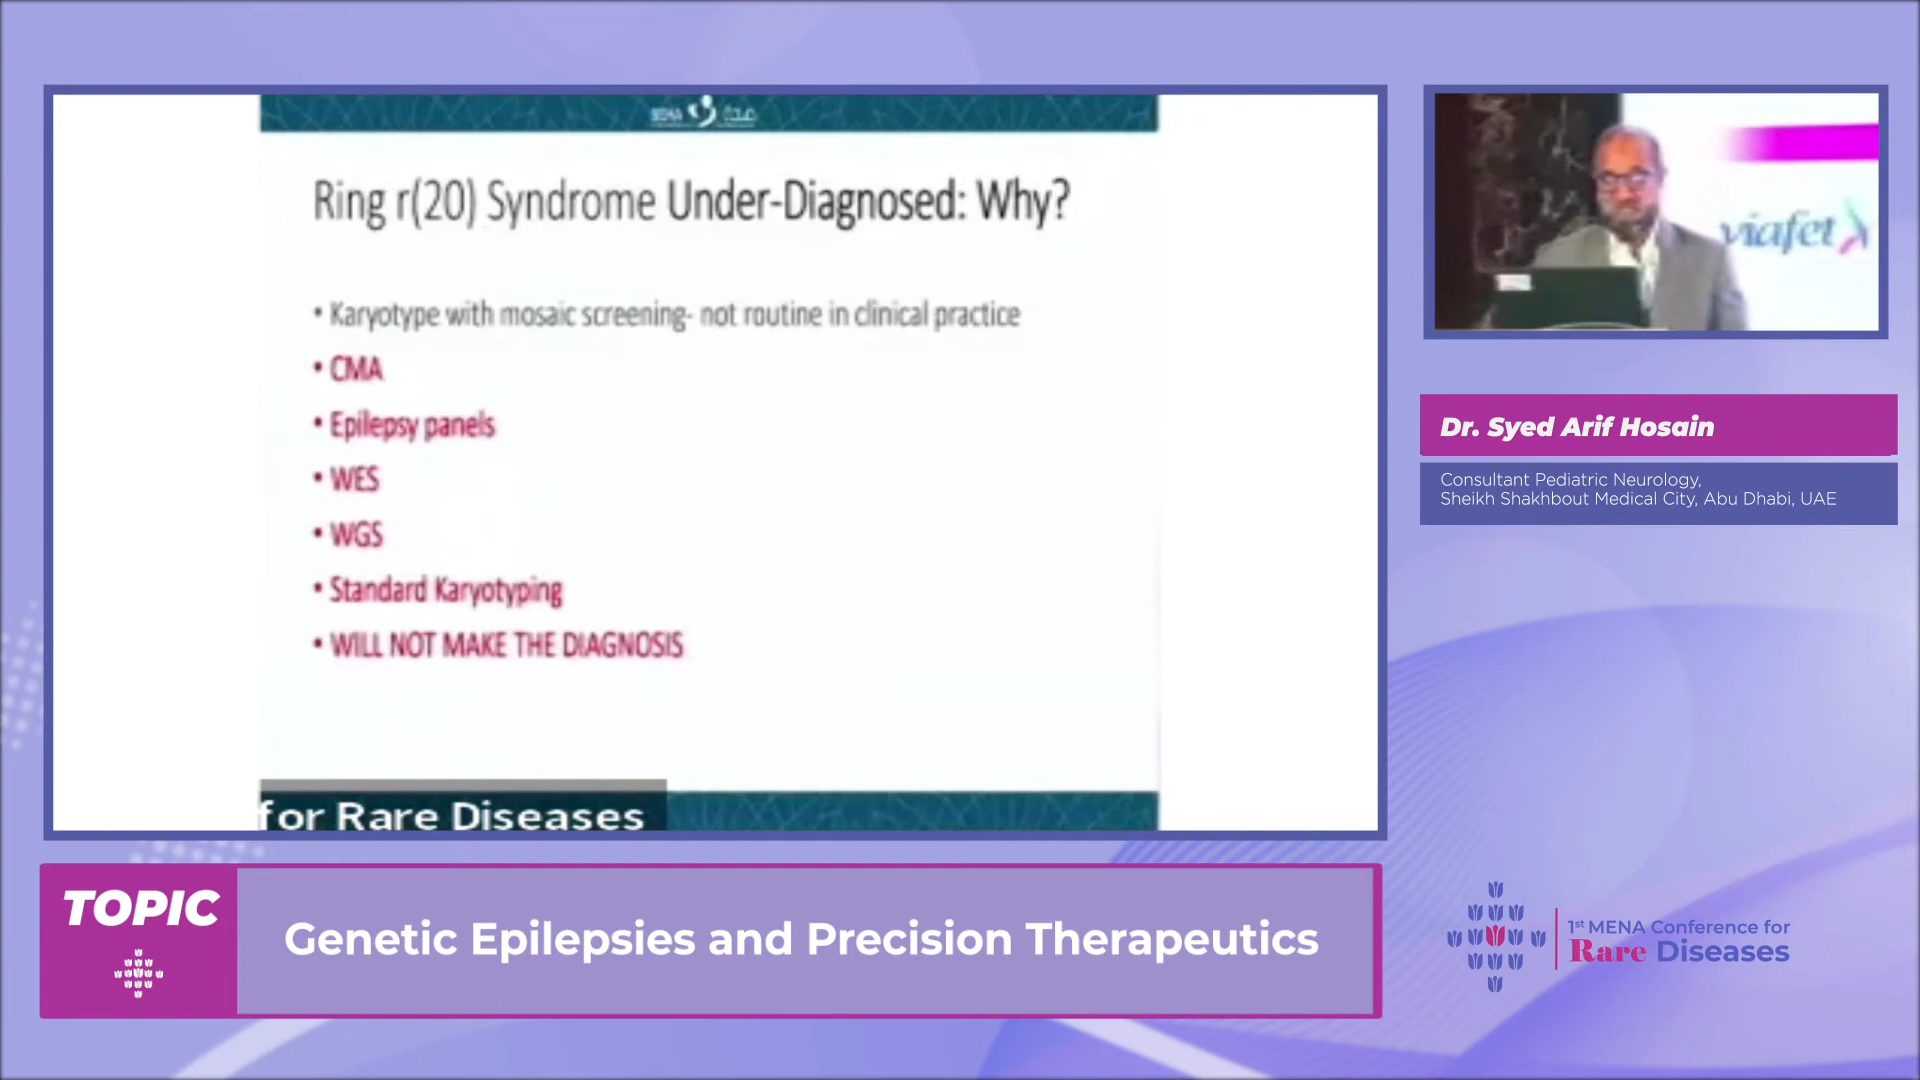 MENA صحة
Ring r(20) Syndrome Under-Diagnosed: Why?
• Karyotype with mosaic screening- not routine in clinical practice
• CMA
• Epilepsy panels
• WES
• WGS
• Standard Karyotyping
• WILL NOT MAKE THE DIAGNOSIS
for Rare Diseases
viafet
Dr. Syed Arif Hosain
Consultant Pediatric Neurology,
Sheikh Shakhbout Medical City, Abu Dhabi, UAE
TOPIC
Genetic Epilepsies and Precision Therapeutics
1st MENA Conference for
Rare Diseases